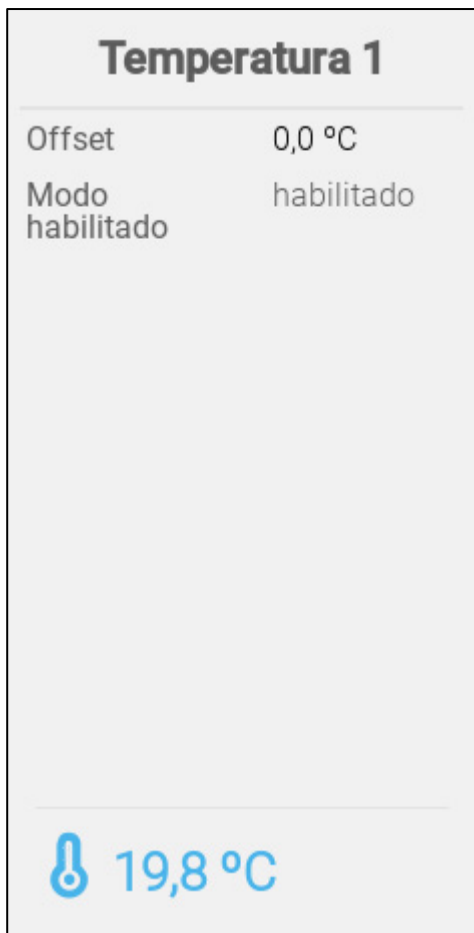 Temperatura 1
Offset 0,0 ºC
Modo habilitado
habilitado
19,8 ºC